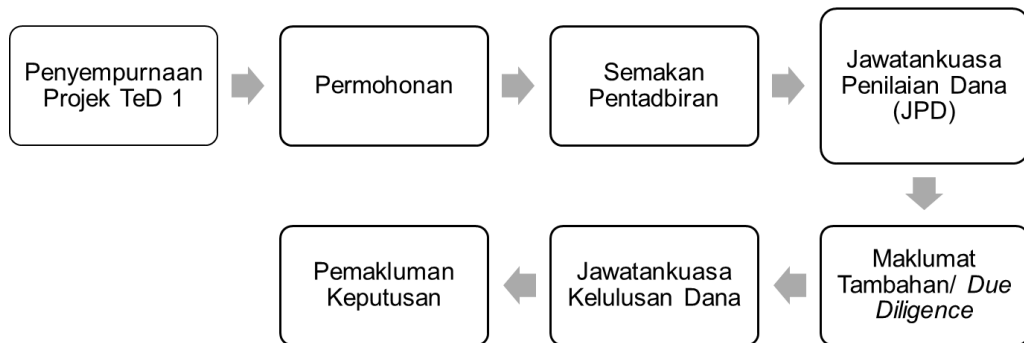 Penyempurnaan
Projek TeD 1
Permohonan
Semakan
Pentadbiran
Jawatankuasa
Penilaian Dana
(JPD)
Maklumat
Tambahan/ Due
Diligence
Jawatankuasa
Kelulusan Dana
Pemakluman
Keputusan